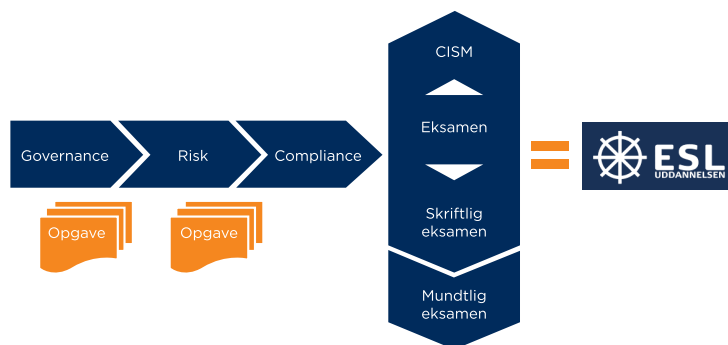 Governance
Risk
Compliance
Opgave
Opgave
CISM
Eksamen
Skriftlig
eksamen
Mundtlig
eksamen
ESL
UDDANNELSEN